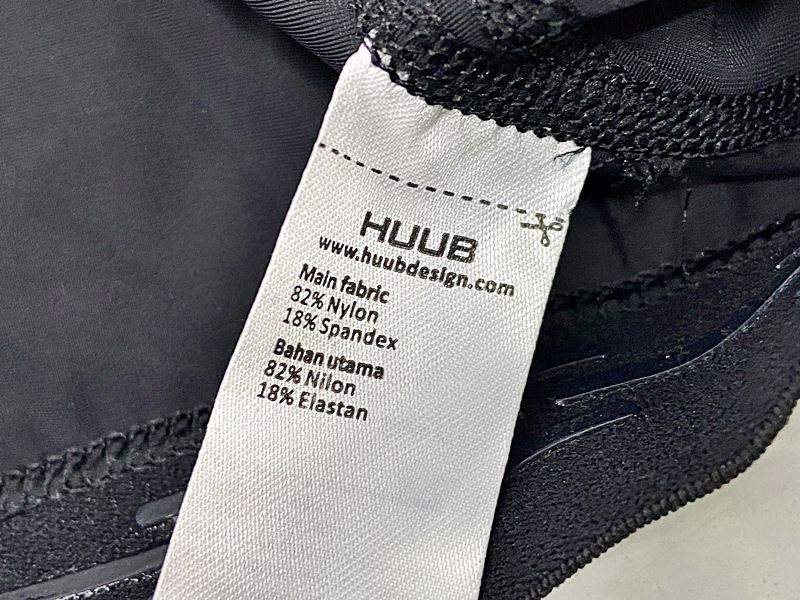 HUUB
www.huubdesign.com
Main fabric
82% Nylon
18% Spandex
Bahan utama
82% Nilon
18% Elastan